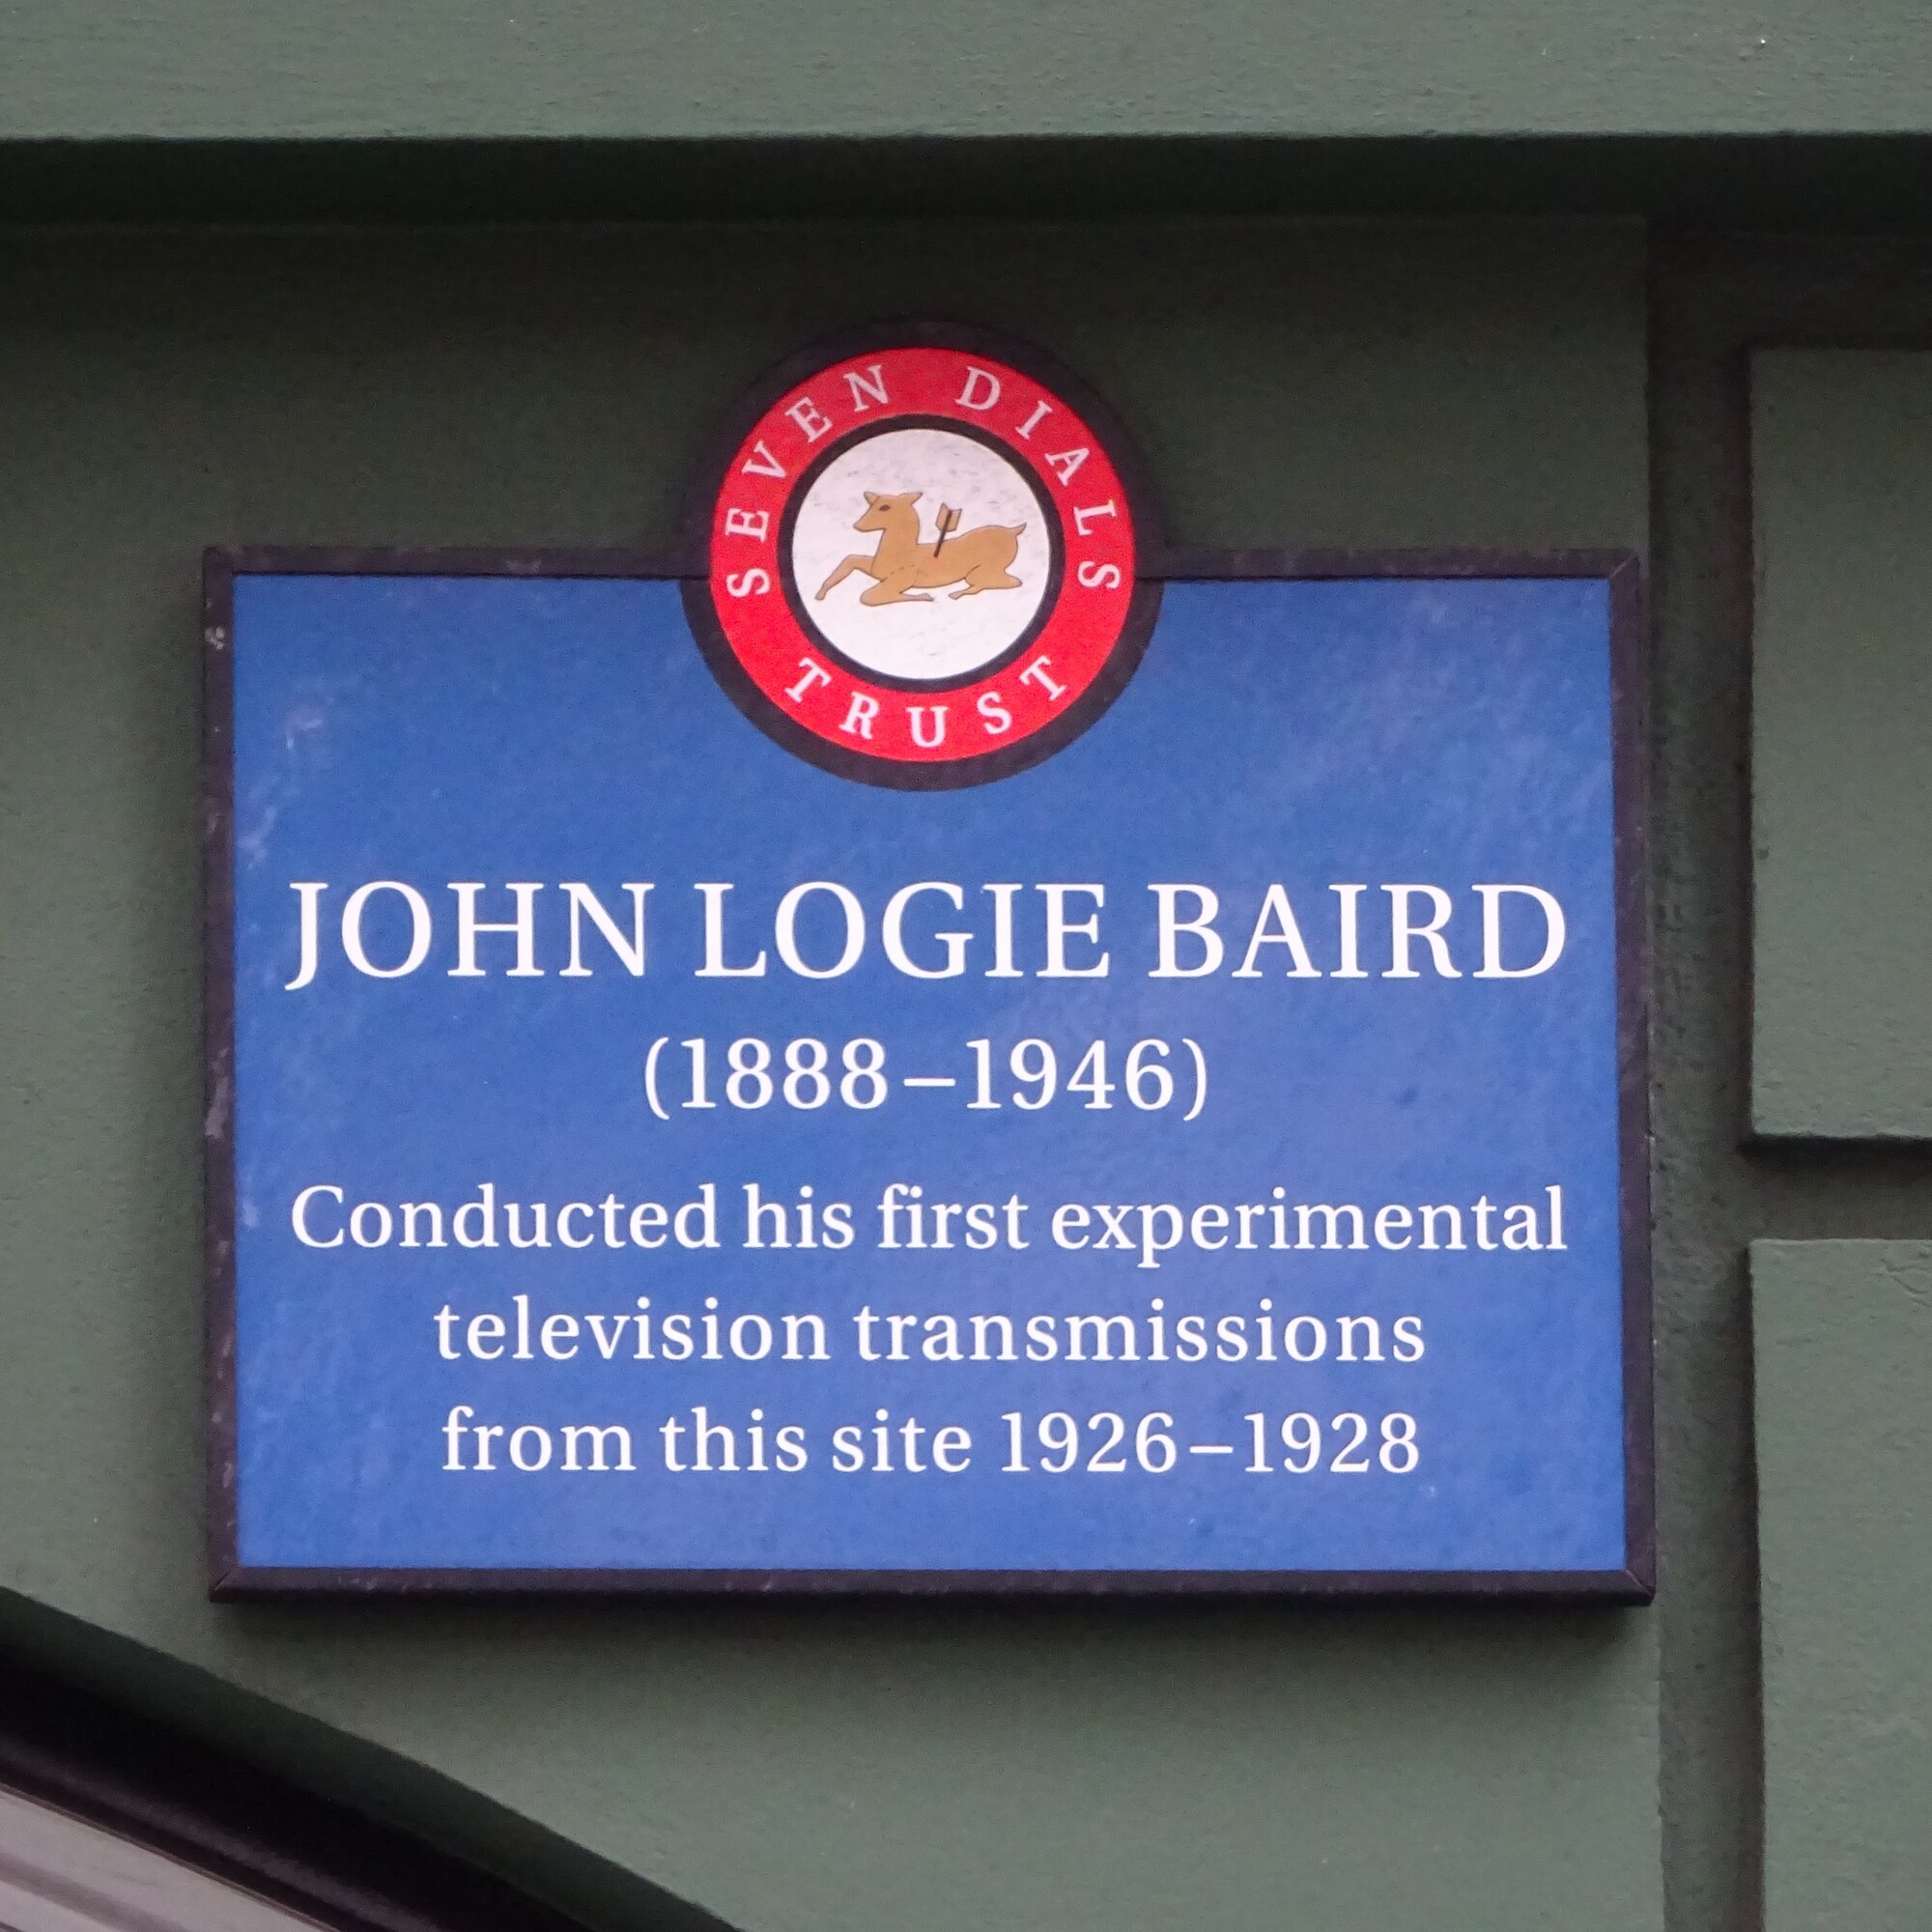 SEVEN DIALS
TRUST
JOHN LOGIE BAIRD
(1888–1946)
Conducted his first experimental
television transmissions
from this site 1926–1928